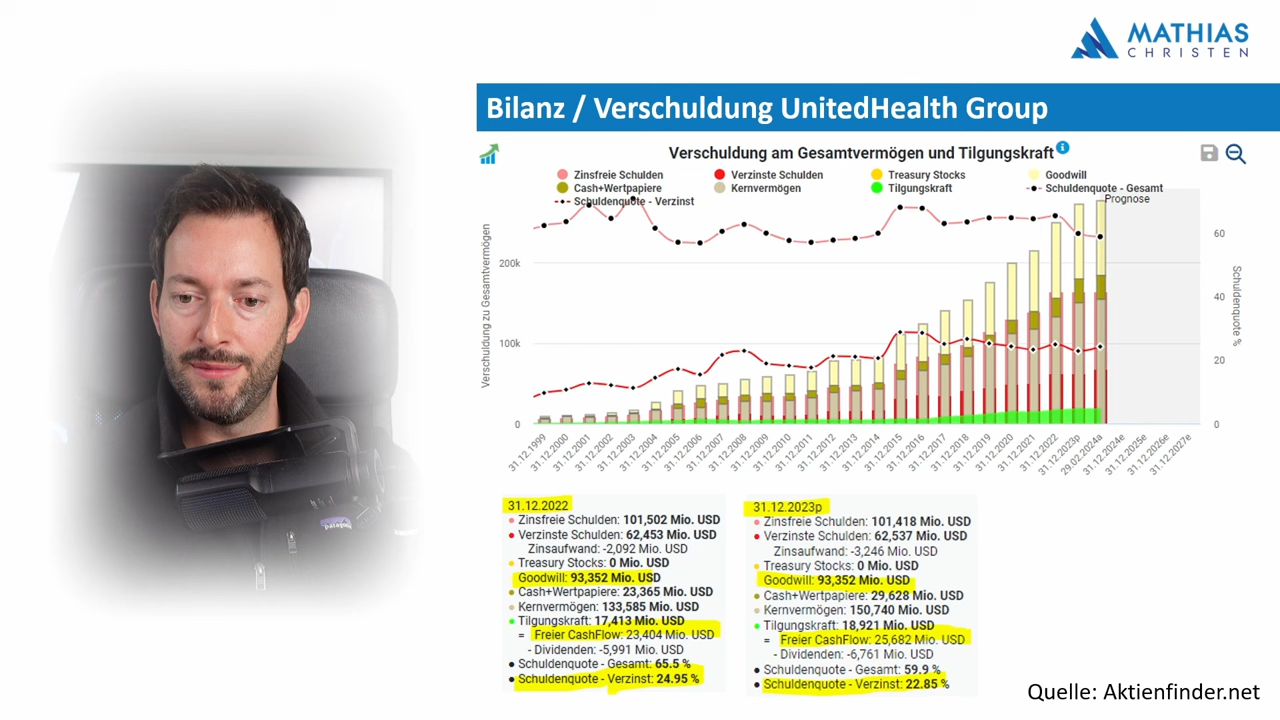 MATHIAS
CHRISTEN
Bilanz / Verschuldung UnitedHealth Group
Verschuldung am Gesamtvermögen und Tilgungskraft
Zinsfreie Schulden
Verzinste Schulden
Treasury Stocks
Goodwill
Cash+Wertpapiere
Kernvermögen
Tilgungskraft
Schuldenquote - Gesamt
Schuldenquote - Verzinst
Prognose
Verschuldung zu Gesamtvermögen
200k
100k
0
60
40
20
0
Schuldenquote %
31.12.1999
31.12.2000
31.12.2001
31.12.2002
31.12.2003
31.12.2004
31.12.2005
31.12.2006
31.12.2007
31.12.2008
31.12.2009
31.12.2010
31.12.2011
31.12.2012
31.12.2013
31.12.2014
31.12.2015
31.12.2016
31.12.2017
31.12.2018
31.12.2019
31.12.2020
31.12.2021
31.12.2022
31.12.2023p
29.02.2024a
31.12.2024e
31.12.2025e
31.12.2026e
31.12.2027e
31.12.2022
Zinsfreie Schulden: 101,502 Mio. USD
Verzinste Schulden: 62,453 Mio. USD
Zinsaufwand: -2,092 Mio. USD
Treasury Stocks: 0 Mio. USD
Goodwill: 93,352 Mio. USD
Cash+Wertpapiere: 23,365 Mio. USD
Kernvermögen: 133,585 Mio. USD
Tilgungskraft: 17,413 Mio. USD
= Freier CashFlow: 23,404 Mio. USD
- Dividenden: -5,991 Mio. USD
Schuldenquote - Gesamt: 65.5 %
Schuldenquote - Verzinst: 24.95 %
31.12.2023p
Zinsfreie Schulden: 101,418 Mio. USD
Verzinste Schulden: 62,537 Mio. USD
Zinsaufwand: -3,246 Mio. USD
Treasury Stocks: 0 Mio. USD
Goodwill: 93,352 Mio. USD
Cash+Wertpapiere: 29,628 Mio. USD
Kernvermögen: 150,740 Mio. USD
Tilgungskraft: 18,921 Mio. USD
= Freier CashFlow: 25,682 Mio. USD
- Dividenden: -6,761 Mio. USD
Schuldenquote - Gesamt: 59.9 %
Schuldenquote - Verzinst: 22.85 %
Quelle: Aktienfinder.net